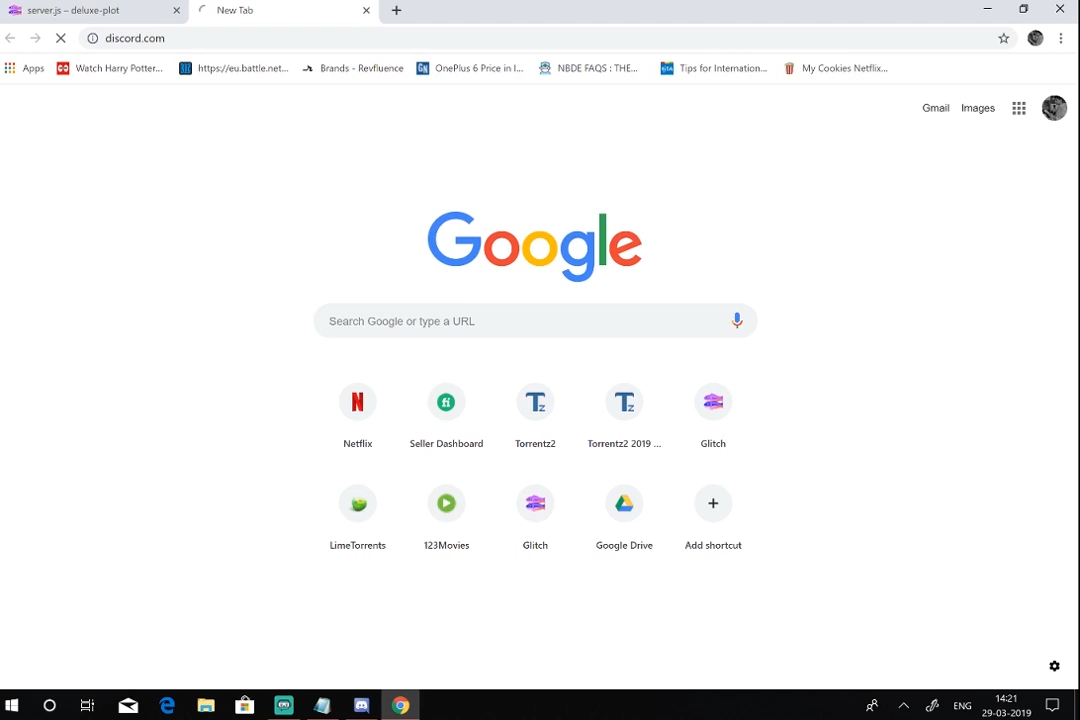 server.js – deluxe-plot
New Tab
discord.com
Apps
Watch Harry Potter...
https://eu.battle.net...
Brands - Revfluence
OnePlus 6 Price in I...
NBDE FAQS : THE...
Tips for Internation...
My Cookies Netflix...
Gmail Images
Google
Search Google or type a URL
Netflix
Seller Dashboard
Torrentz2
Torrentz2 2019 ...
Glitch
LimeTorrents
123Movies
Glitch
Google Drive
Add shortcut
ENG
14:21
29-03-2019